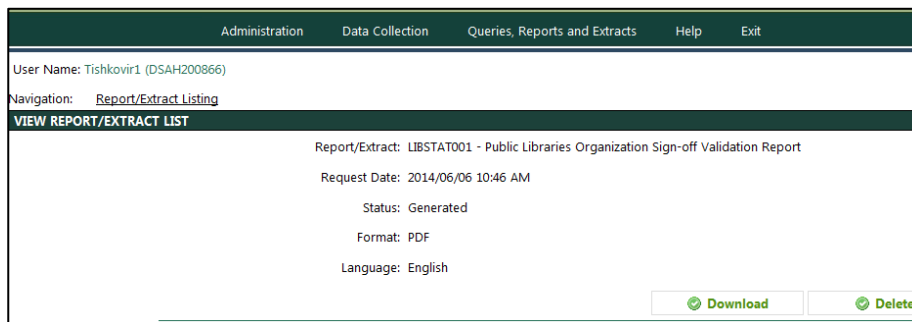 Administration Data Collection Queries, Reports and Extracts Help Exit
User Name: Tishkovir1 (DSAH200866)
Navigation: Report/Extract Listing
VIEW REPORT/EXTRACT LIST
Report/Extract: LIBSTAT001 - Public Libraries Organization Sign-off Validation Report
Request Date: 2014/06/06 10:46 AM
Status: Generated
Format: PDF
Language: English
Download Delete